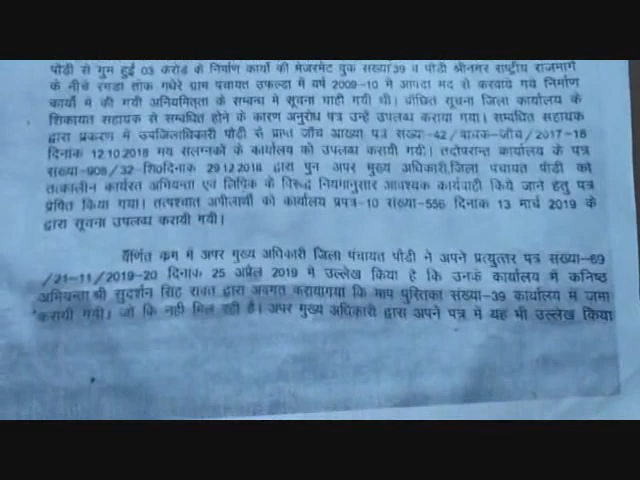 पौढ़ी से गुम हुई 03 करोड़ के निर्माण कार्यों की मेजरमेंट बुक संख्या 39 व पौढ़ी श्रीनगर राष्ट्रीय राजमार्ग
के नीचे रमडा तोक गधेरे ग्राम पंचायत उफल्डा में वर्ष 2009-10 में आपदा मद से करवाये गये निर्माण
कार्यों में की गयी अनियमितता के सम्बन्ध में सूचना चाही गयी थी। वाँछित सूचना जिला कार्यालय के
शिकायत सहायक से सम्बंधित होने के कारण अनुरोध पत्र उन्हें उपलब्ध कराया गया। सम्बंधित सहायक
द्वारा प्रकरण में उपजिलाधिकारी पौढ़ी से प्राप्त जाँच आख्या पत्र संख्या-42/वाचक-जाँच/2017-18
दिनांक 12.10.2018 मय सलग्नकों के कार्यालय को उपलब्ध करायी गयी। तदोपरान्त कार्यालय के पत्र
संख्या-908/32-शि0दिनांक 29.12.2018 द्वारा पुन अपर मुख्य अधिकारी,जिला पंचायत पौढ़ी को
तत्कालीन कार्यरत अभियन्ता एवं लिपिक के विरुद्ध नियमानुसार आवश्यक कार्यवाही किये जाने हेतु पत्र
प्रेषित किया गया। तत्पश्चात अपीलार्थी को कार्यालय प्रपत्र-10 संख्या-556 दिनांक 13 मार्च 2019 के
द्वारा सूचना उपलब्ध करायी गयी।
वर्णित क्रम में अपर मुख्य अधिकारी जिला पंचायत पौढ़ी ने अपने प्रत्युत्तर पत्र संख्या-69
/21-11/2019-20 दिनांक 25 अप्रैल 2019 में उल्लेख किया है कि उनके कार्यालय में कनिष्ठ
अभियन्ता श्री सुदर्शन सिंह रावत द्वारा अवगत करायागया कि माप पुस्तिका संख्या-39 कार्यालय में जमा
करायी गयी। जो कि नही मिल रही है। अपर मुख्य अधिकारी द्वारा अपने पत्र में यह भी उल्लेख किया